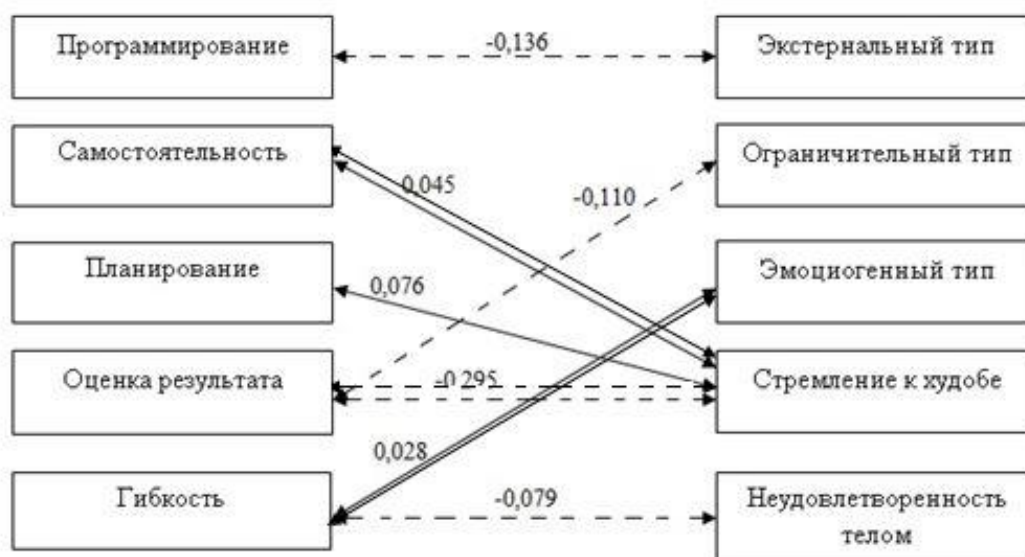 Программирование
-0,136
Экстернальный тип
Самостоятельность
0,045
-0,110
Ограничительный тип
Планирование
0,076
Эмоциогенный тип
Оценка результата
-0,295
Стремление к худобе
0,028
Гибкость
-0,079
Неудовлетворенность
телом